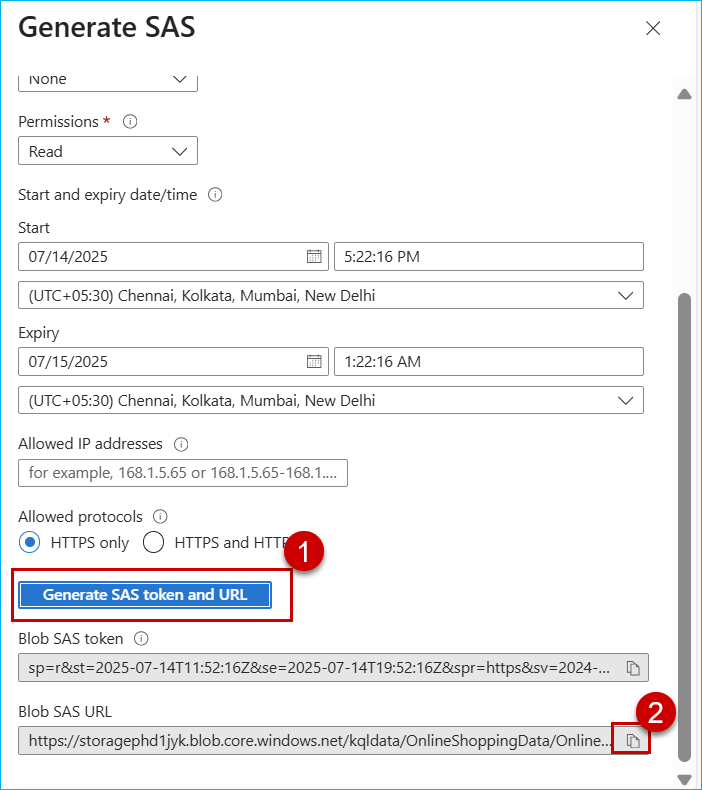 Generate SAS
None
Permissions *
Read
Start and expiry date/time
Start
07/14/2025 5:22:16 PM
(UTC+05:30) Chennai, Kolkata, Mumbai, New Delhi
Expiry
07/15/2025 1:22:16 AM
(UTC+05:30) Chennai, Kolkata, Mumbai, New Delhi
Allowed IP addresses
for example, 168.1.5.65 or 168.1.5.65-168.1....
Allowed protocols
HTTPS only HTTPS and HTTP
1
Generate SAS token and URL
Blob SAS token
sp=r&st=2025-07-14T11:52:16Z&se=2025-07-14T19:52:16Z&spr=https&sv=2024-...
Blob SAS URL
2
https://storagephd1jyk.blob.core.windows.net/kqldata/OnlineShoppingData/Online...